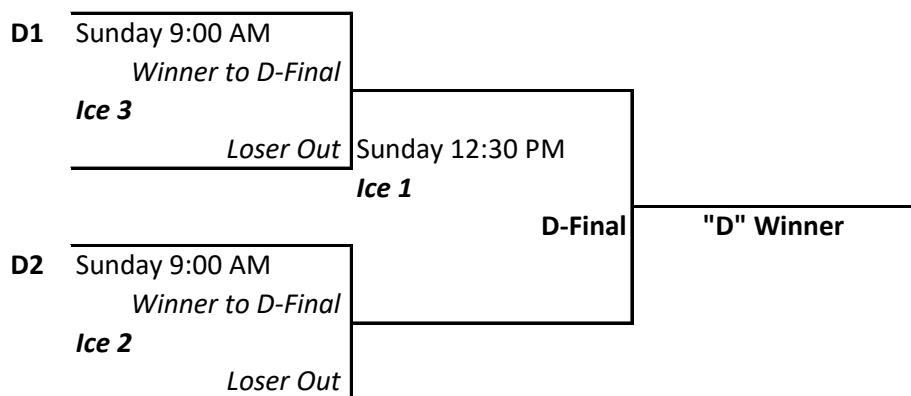 D1 Sunday 9:00 AM
Winner to D-Final
Ice 3
Loser Out Sunday 12:30 PM
Ice 1
D-Final "D" Winner
D2 Sunday 9:00 AM
Winner to D-Final
Ice 2
Loser Out